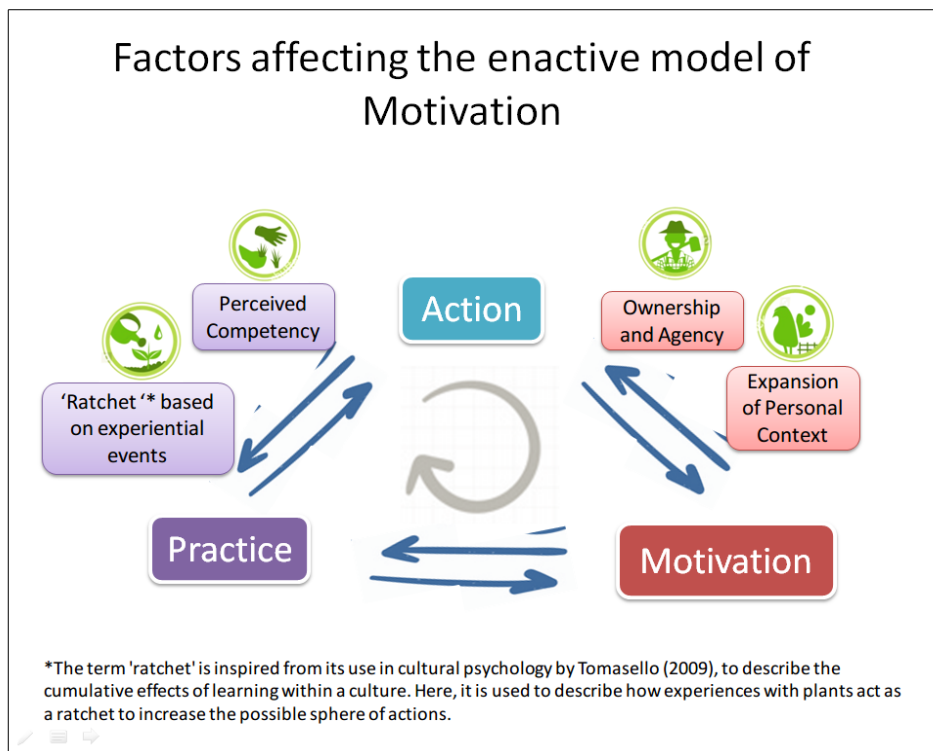 Factors affecting the enactive model of
Motivation
Perceived
Competency
Action
Ownership
and Agency
'Ratchet '* based
on experiential
events
Expansion
of Personal
Context
Practice
Motivation
*The term 'ratchet' is inspired from its use in cultural psychology by Tomasello (2009), to describe the
cumulative effects of learning within a culture. Here, it is used to describe how experiences with plants act as
a ratchet to increase the possible sphere of actions.